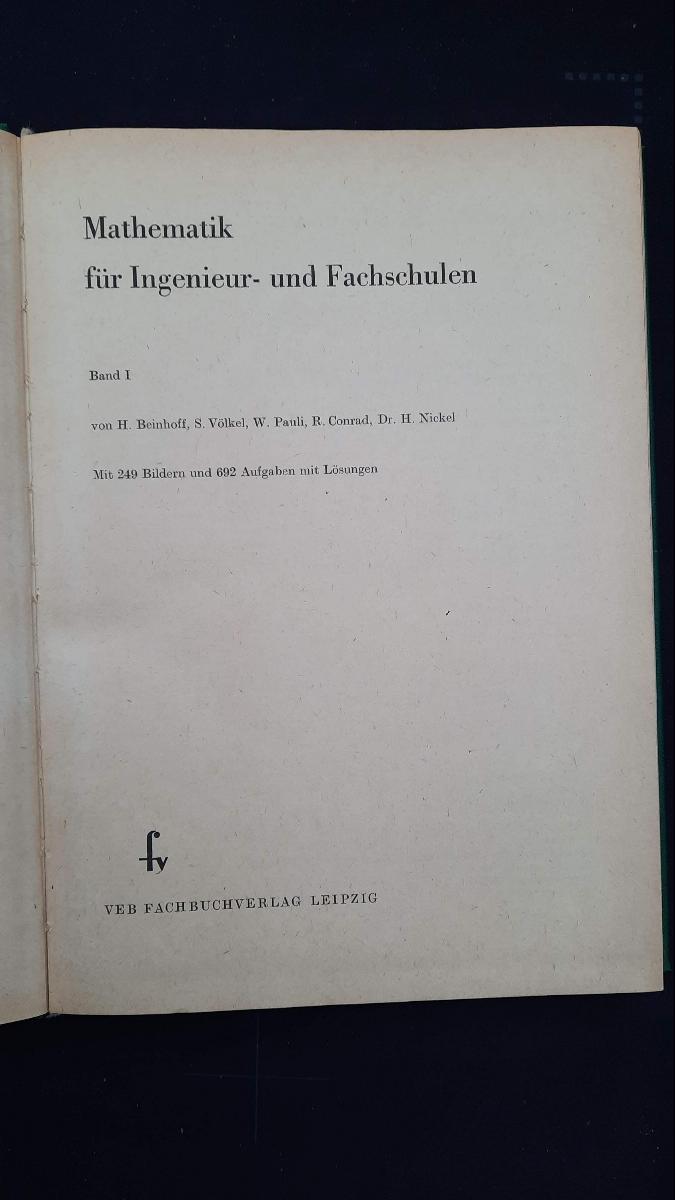 Mathematik
für Ingenieur- und Fachschulen
Band I
von H. Beinhoff, S. Völkel, W. Pauli, R. Conrad, Dr. H. Nickel
Mit 249 Bildern und 692 Aufgaben mit Lösungen
fv
VEB FACHBUCHVERLAG LEIPZIG